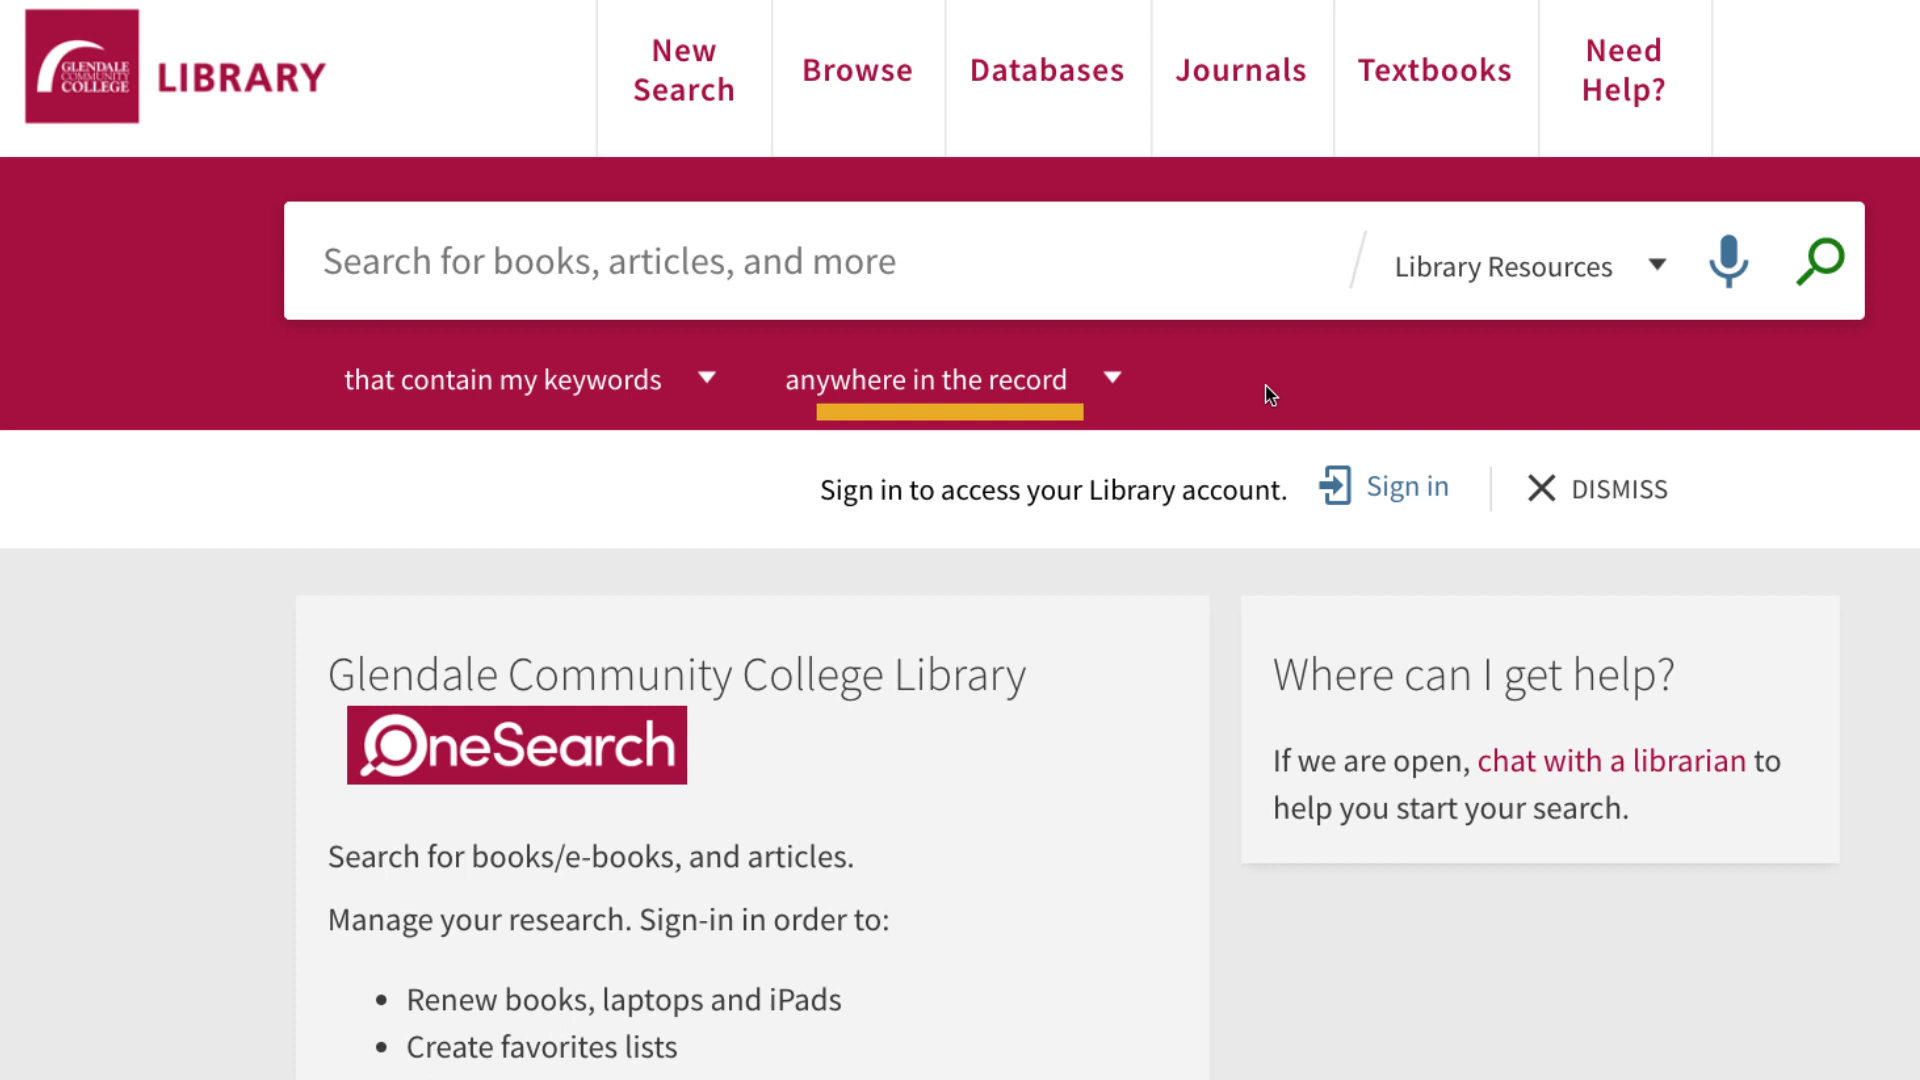 GLENDALE
COMMUNITY
COLLEGE
LIBRARY
New
Search
Browse
Databases
Journals
Textbooks
Need
Help?
Search for books, articles, and more
Library Resources
that contain my keywords
anywhere in the record
Sign in to access your Library account.
Sign in
DISMISS
Glendale Community College Library
OneSearch
Search for books/e-books, and articles.
Manage your research. Sign-in in order to:
• Renew books, laptops and iPads
• Create favorites lists
Where can I get help?
If we are open, chat with a librarian to
help you start your search.